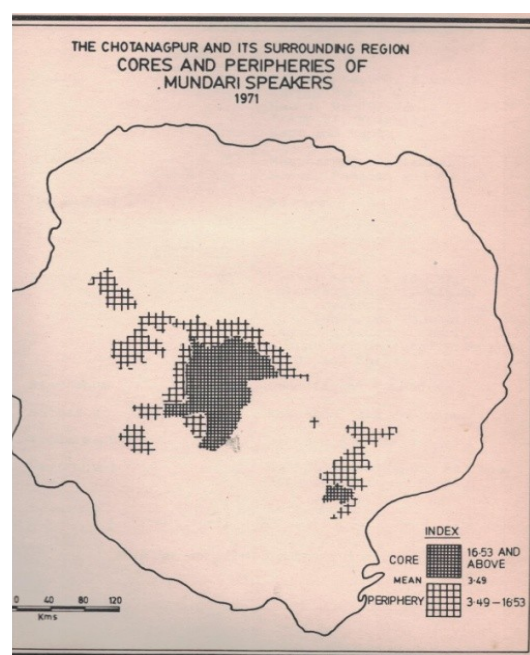 THE CHOTANAGPUR AND ITS SURROUNDING REGION
CORES AND PERIPHERIES OF
.MUNDARI SPEAKERS
1971
INDEX
CORE 16·53 AND ABOVE
MEAN 3·49
PERIPHERY 3·49—16·53
0 40 80 120
Kms